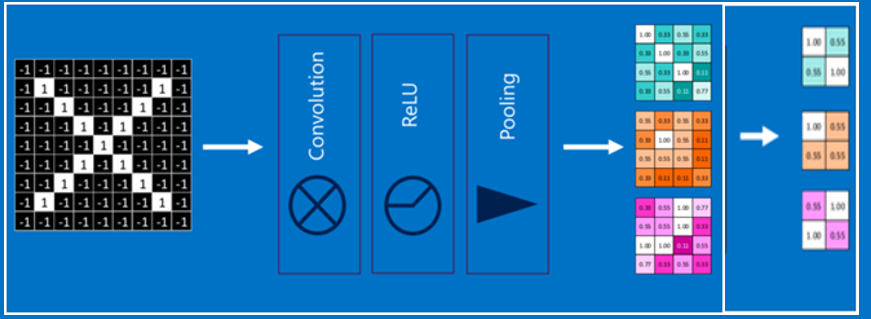 -1 -1 -1 -1 -1 -1 -1 -1 -1
-1 1 -1 -1 -1 -1 -1 1 -1
-1 -1 1 -1 -1 -1 1 -1 -1
-1 -1 -1 1 -1 1 -1 -1 -1
-1 -1 -1 -1 1 -1 -1 -1 -1
-1 -1 -1 1 -1 1 -1 -1 -1
-1 -1 1 -1 -1 -1 1 -1 -1
-1 1 -1 -1 -1 -1 -1 1 -1
-1 -1 -1 -1 -1 -1 -1 -1 -1
Convolution
ReLU
Pooling
1.00 0.33 0.55 0.33
0.33 1.00 0.33 0.55
0.55 0.33 1.00 0.11
0.33 0.55 0.11 0.77
0.55 0.33 0.55 0.33
0.33 1.00 0.55 0.11
0.55 0.55 0.55 0.11
0.33 0.11 0.11 0.33
0.33 0.55 1.00 0.77
0.55 0.55 1.00 0.33
1.00 1.00 0.11 0.55
0.77 0.33 0.55 0.33
1.00 0.55
0.55 1.00
1.00 0.55
0.55 0.55
0.55 1.00
1.00 0.55